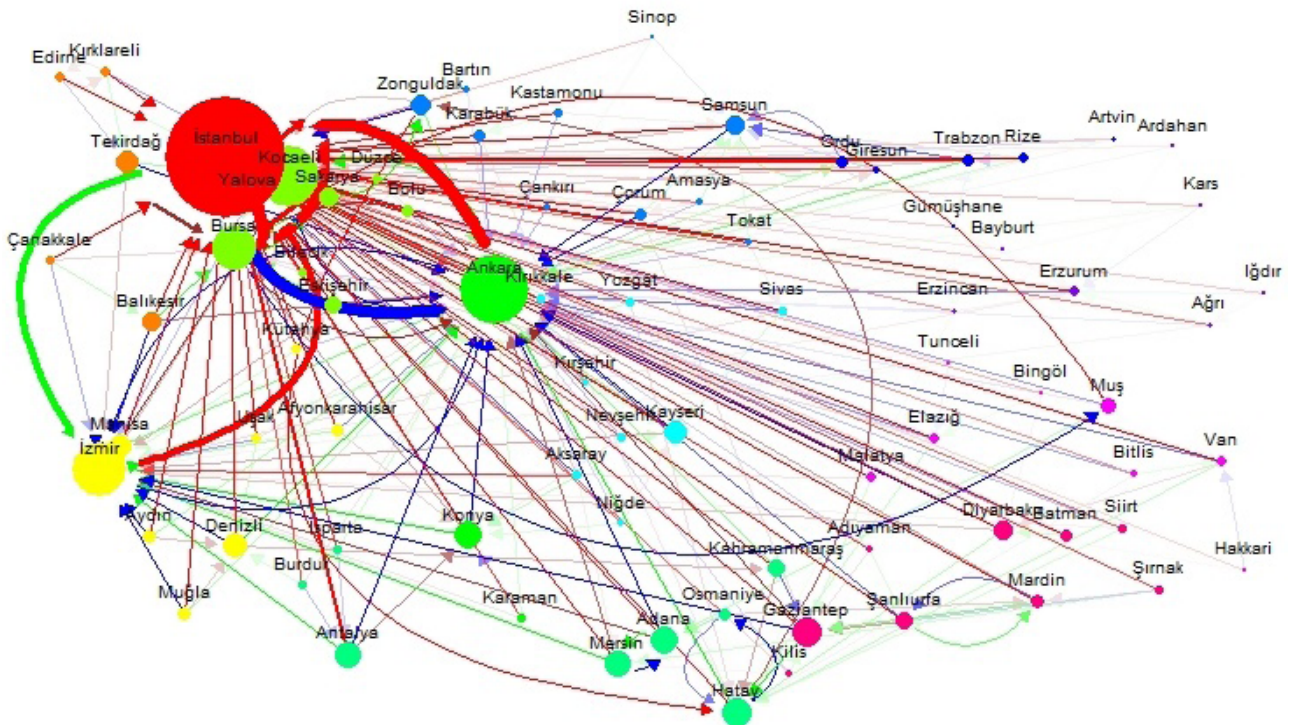 Sinop
Edirne
Kırklareli
Bartın
Zonguldak
Kastamonu
Karabük
Samsun
Artvin
Ardahan
İstanbul
Tekirdağ
Kocaeli
Düzce
Ordu
Giresun
Trabzon
Rize
Yalova
Sakarya
Bolu
Çankırı
Çorum
Amasya
Kars
Tokat
Gümüşhane
Bayburt
Çanakkale
Bursa
Bilecik
Ankara
Kırıkkale
Yozgat
Sivas
Erzincan
Erzurum
Iğdır
Ağrı
Balıkesir
Eskişehir
Kütahya
Tunceli
Kırşehir
Bingöl
Muş
Manisa
İzmir
Uşak
Afyonkarahisar
Nevşehir
Kayseri
Elazığ
Van
Aksaray
Malatya
Bitlis
Niğde
Aydın
Denizli
Isparta
Konya
Adıyaman
Diyarbakır
Batman
Siirt
Burdur
Kahramanmaraş
Hakkari
Muğla
Karaman
Osmaniye
Gaziantep
Şanlıurfa
Mardin
Şırnak
Antalya
Mersin
Adana
Kilis
Hatay